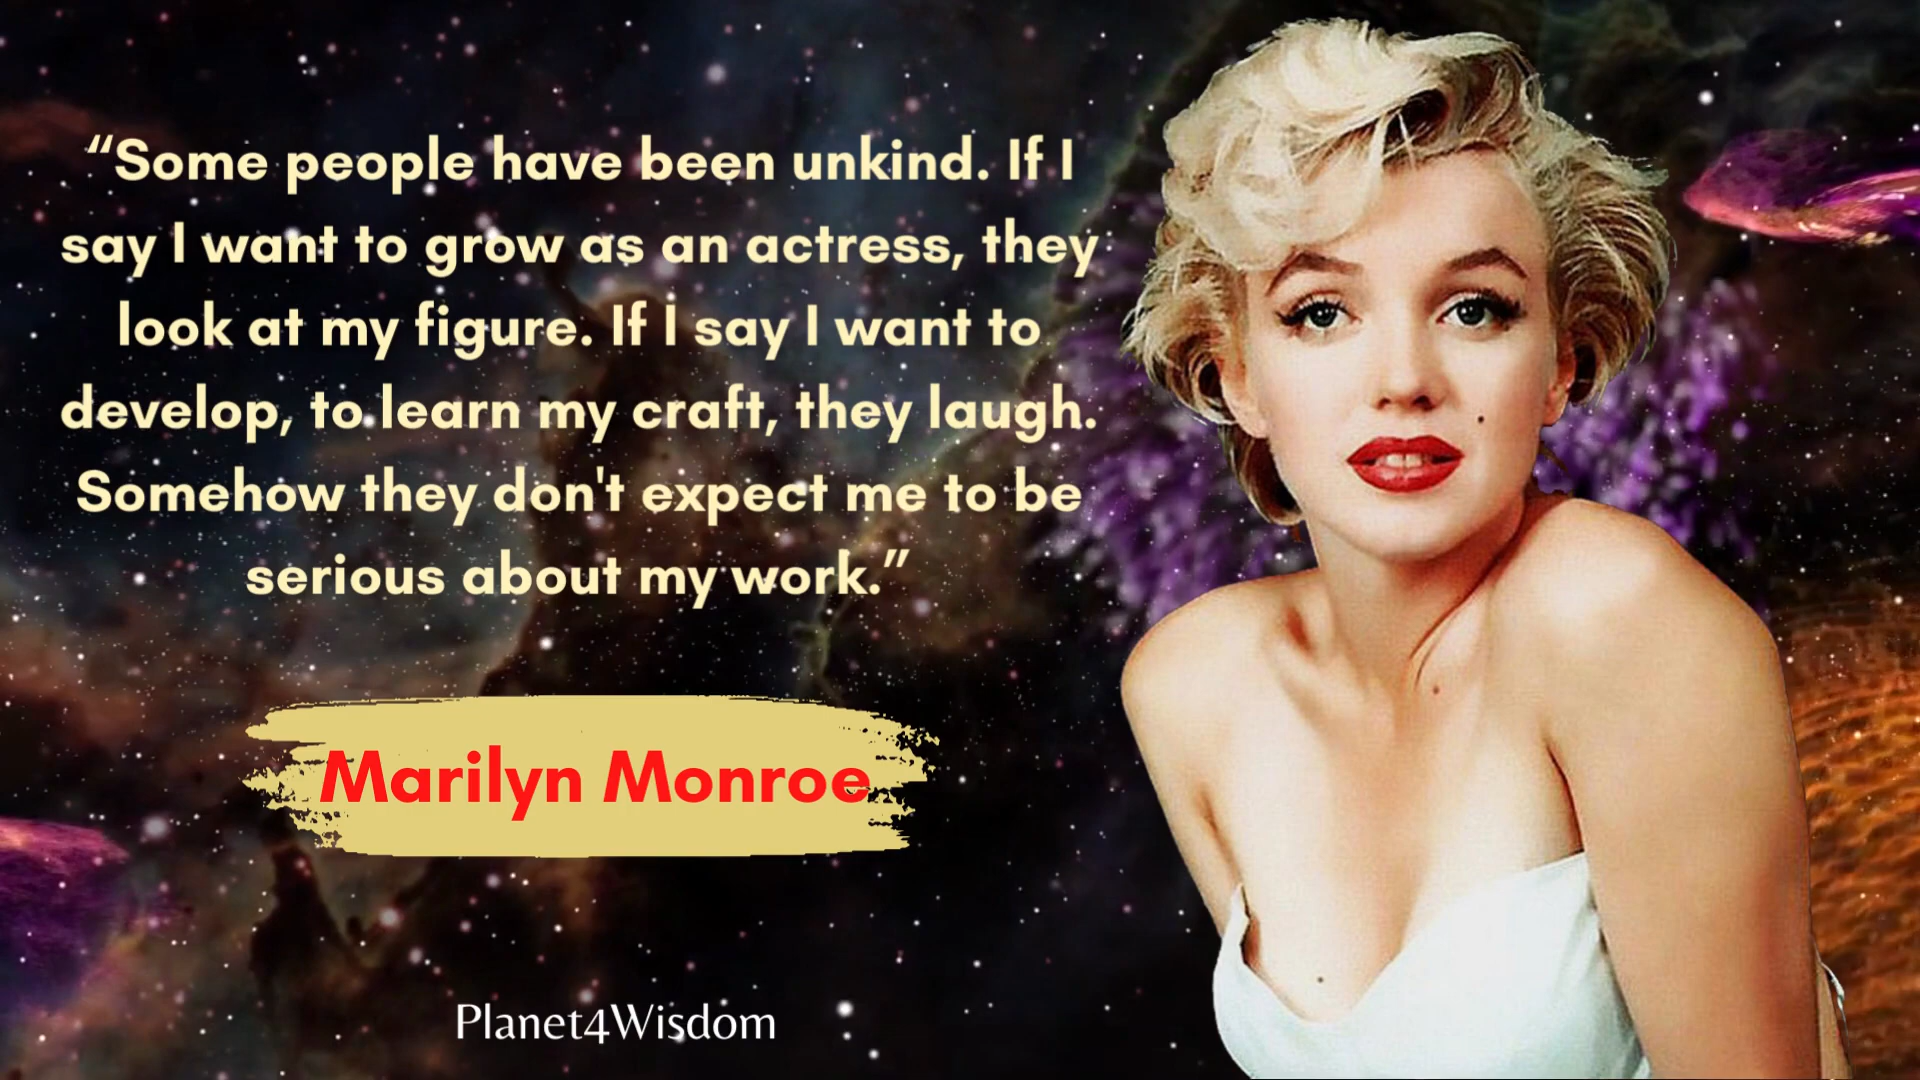 “Some people have been unkind. If I
say I want to grow as an actress, they
look at my figure. If I say I want to
develop, to learn my craft, they laugh.
Somehow they don't expect me to be
serious about my work.”
Marilyn Monroe
Planet4Wisdom